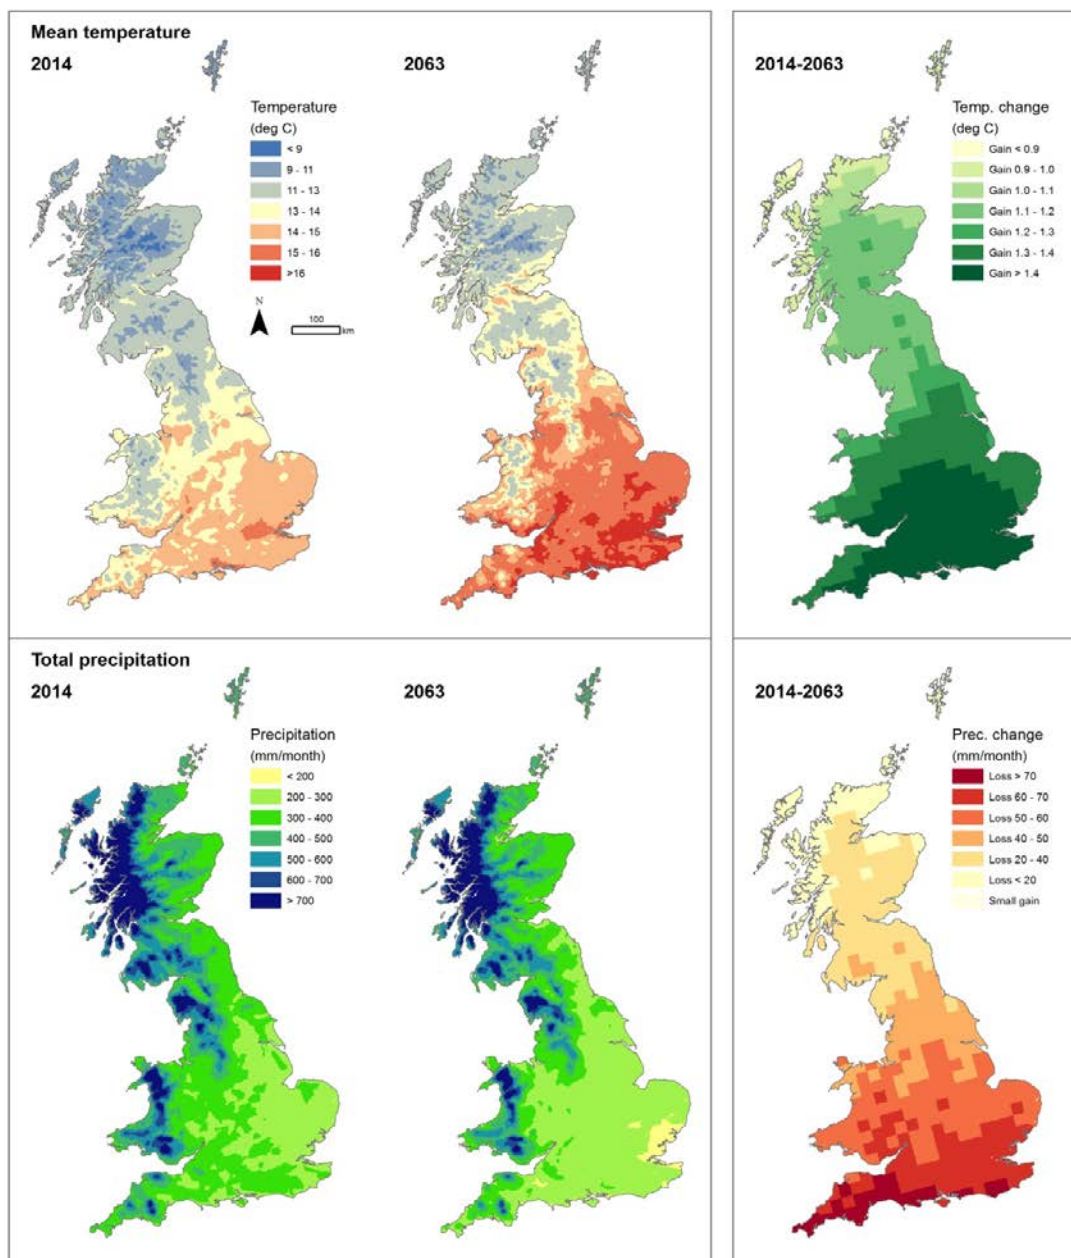 Mean temperature
2014
2063
2014-2063
Temperature
(deg C)
< 9
9 - 11
11 - 13
13 - 14
14 - 15
15 - 16
>16
N
100
km
Temp. change
(deg C)
Gain < 0.9
Gain 0.9 - 1.0
Gain 1.0 - 1.1
Gain 1.1 - 1.2
Gain 1.2 - 1.3
Gain 1.3 - 1.4
Gain > 1.4
Total precipitation
2014
2063
2014-2063
Precipitation
(mm/month)
< 200
200 - 300
300 - 400
400 - 500
500 - 600
600 - 700
> 700
Prec. change
(mm/month)
Loss > 70
Loss 60 - 70
Loss 50 - 60
Loss 40 - 50
Loss 20 - 40
Loss < 20
Small gain